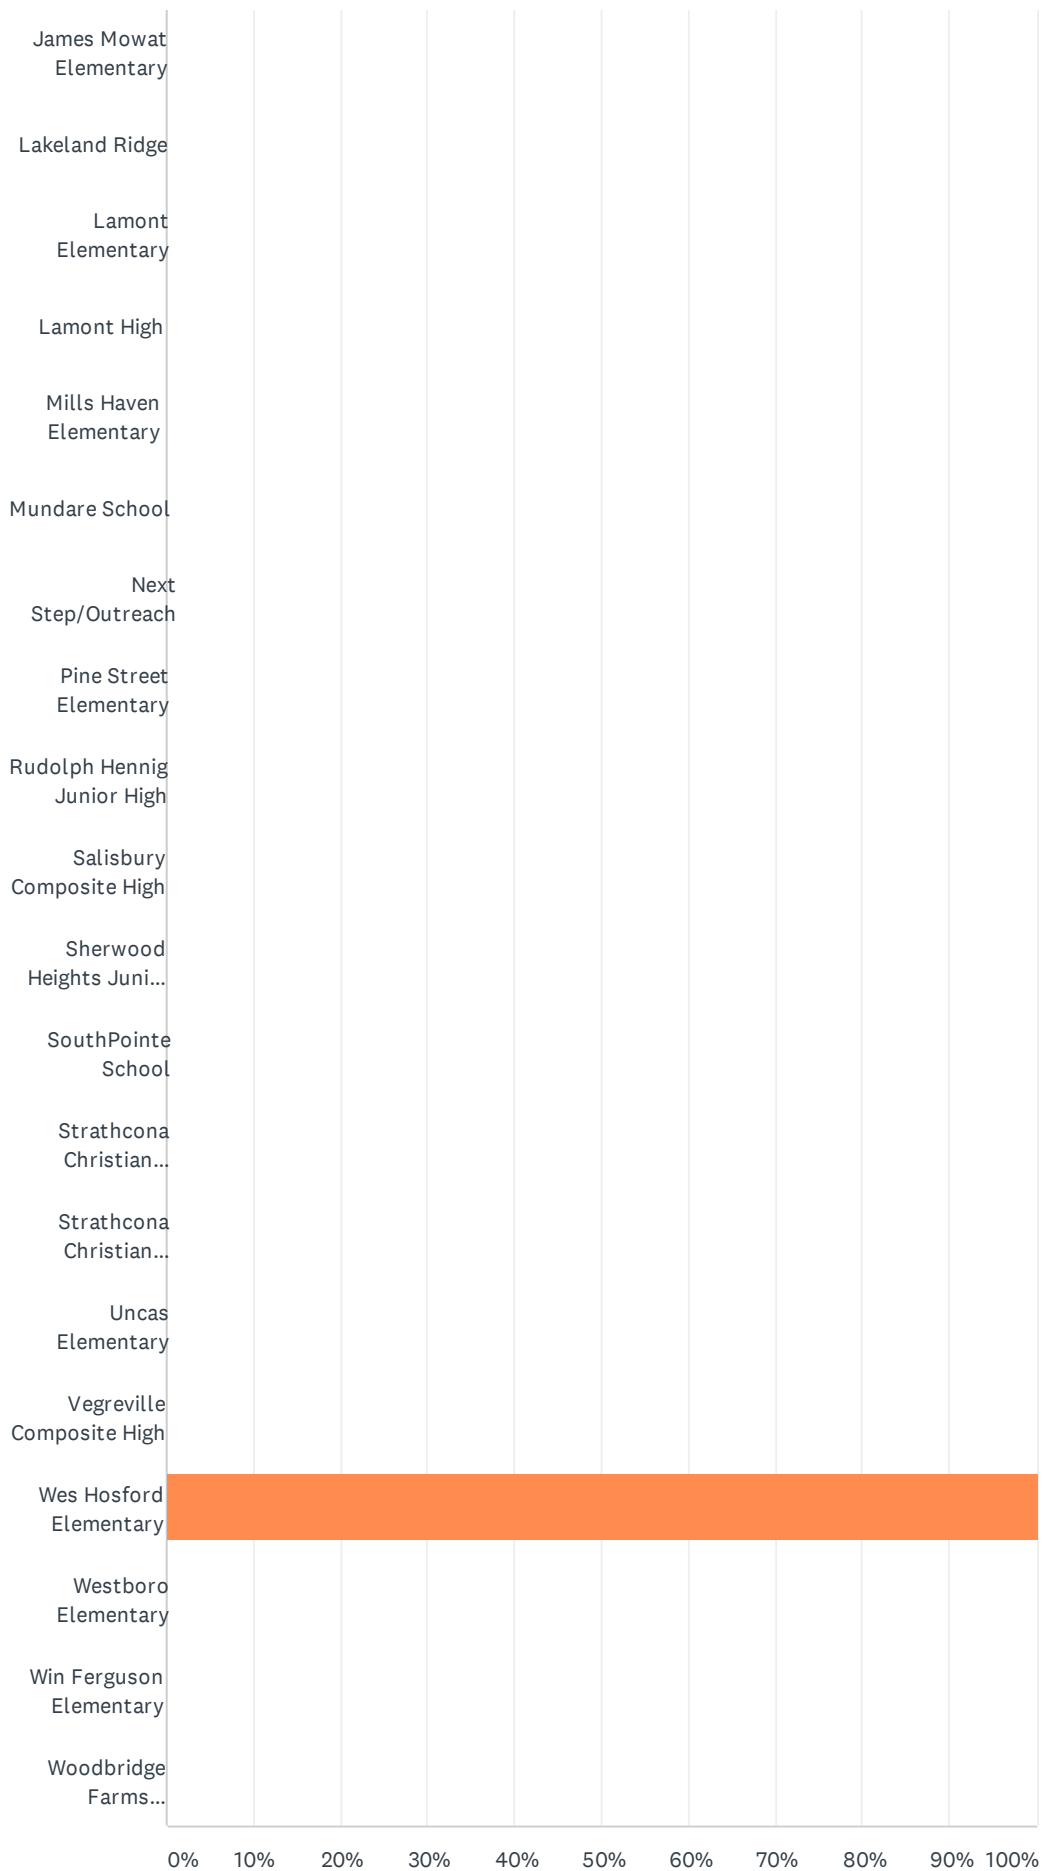 James Mowat
Elementary
Lakeland Ridge
Lamont
Elementary
Lamont High
Mills Haven
Elementary
Mundare School
Next
Step/Outreach
Pine Street
Elementary
Rudolph Hennig
Junior High
Salisbury
Composite High
Sherwood
Heights Juni...
SouthPointe
School
Strathcona
Christian...
Strathcona
Christian...
Uncas
Elementary
Vegreville
Composite High
Wes Hosford
Elementary
Westboro
Elementary
Win Ferguson
Elementary
Woodbridge
Farms...
0% 10% 20% 30% 40% 50% 60% 70% 80% 90% 100%